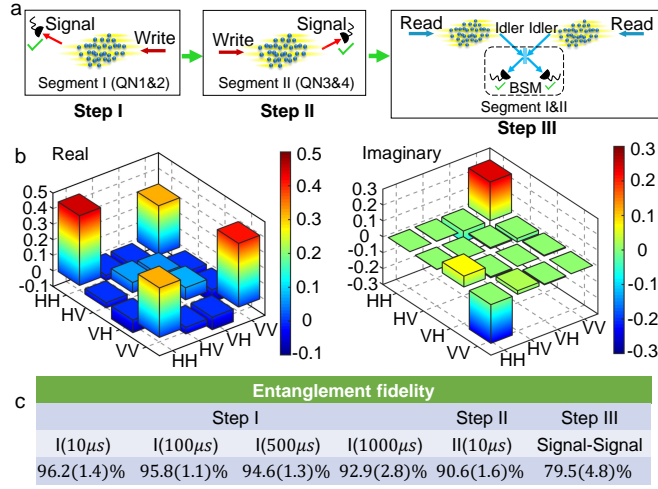 a
Signal
Write
Segment I (QN1&2)
Step I
Write
Signal
Segment II (QN3&4)
Step II
Read
Idler Idler
Read
BSM
Segment I&II
Step III
b
Real
0.5
0.4
0.3
0.2
0.1
0
-0.1
HH
HV
VH
VV
HH
HV
VH
VV
0.5
0.4
0.3
0.2
0.1
0
-0.1
Imaginary
0.3
0.2
0.1
0
-0.1
-0.2
-0.3
HH
HV
VH
VV
HH
HV
VH
VV
0.3
0.2
0.1
0
-0.1
-0.2
-0.3
c
Entanglement fidelity
Step I Step II Step III
I(10μs) I(100μs) I(500μs) I(1000μs) II(10μs) Signal-Signal
96.2(1.4)% 95.8(1.1)% 94.6(1.3)% 92.9(2.8)% 90.6(1.6)% 79.5(4.8)%